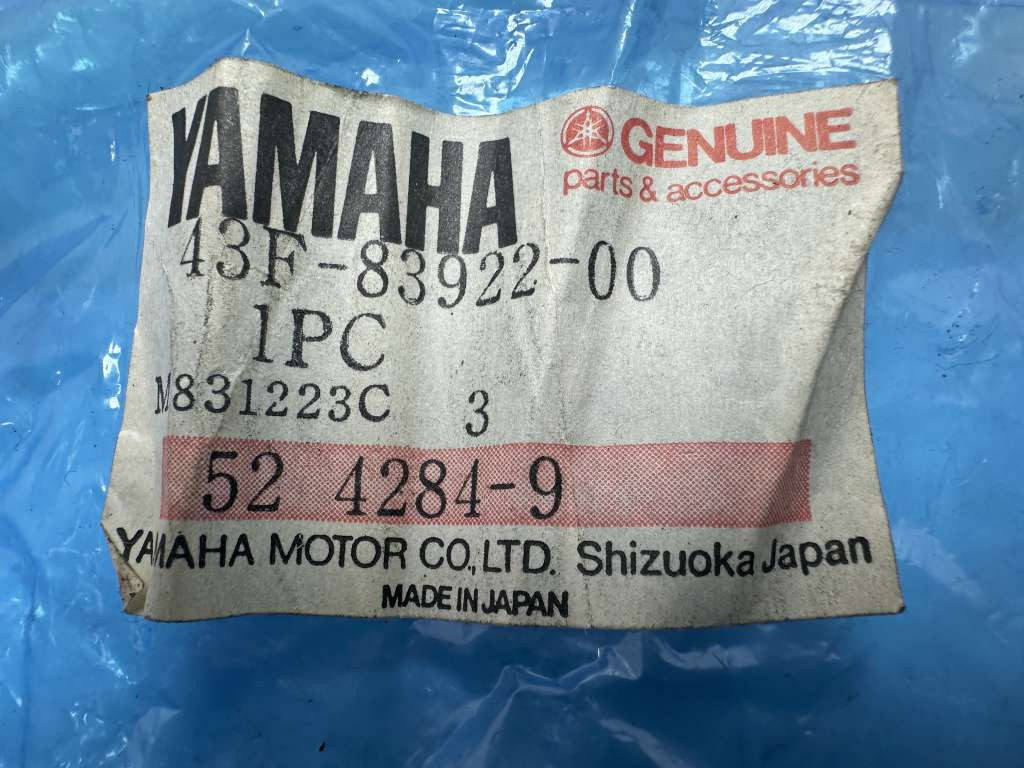 YAMAHA
GENUINE
parts & accessories
43F-83922-00
1PC
M831223C 3
52 4284-9
YAMAHA MOTOR CO., LTD. Shizuoka Japan
MADE IN JAPAN